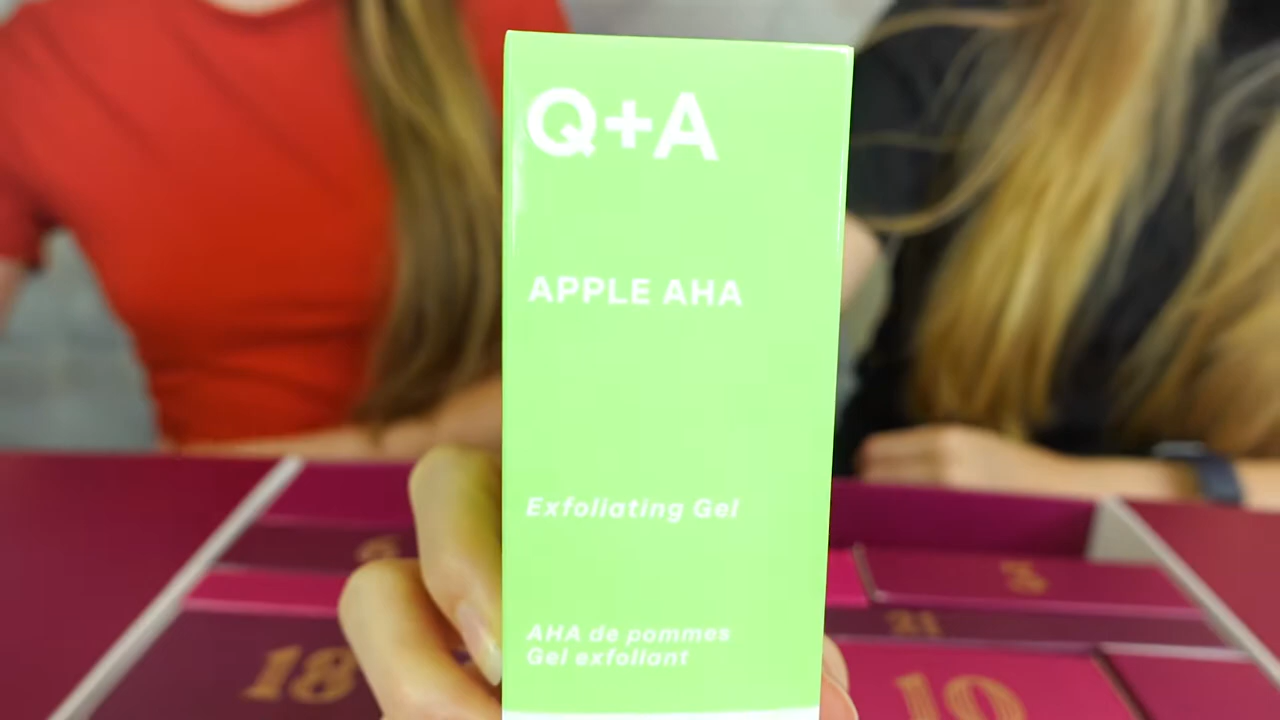 Q+A
APPLE AHA
Exfoliating Gel
AHA de pommes
Gel exfoliant
18
21
10